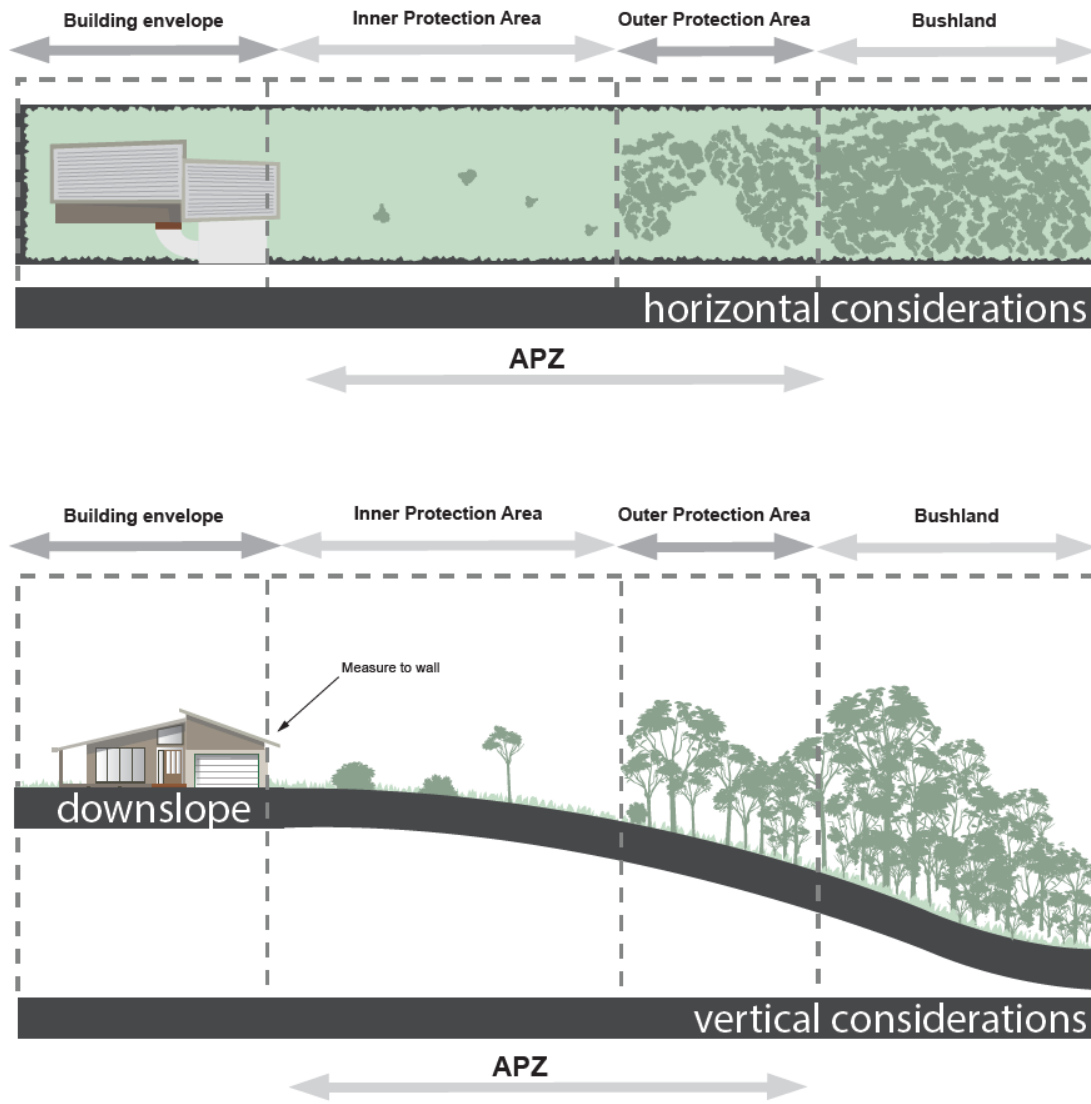 Building envelope
Inner Protection Area
Outer Protection Area
Bushland
horizontal considerations
APZ
Building envelope
Inner Protection Area
Outer Protection Area
Bushland
Measure to wall
downslope
vertical considerations
APZ